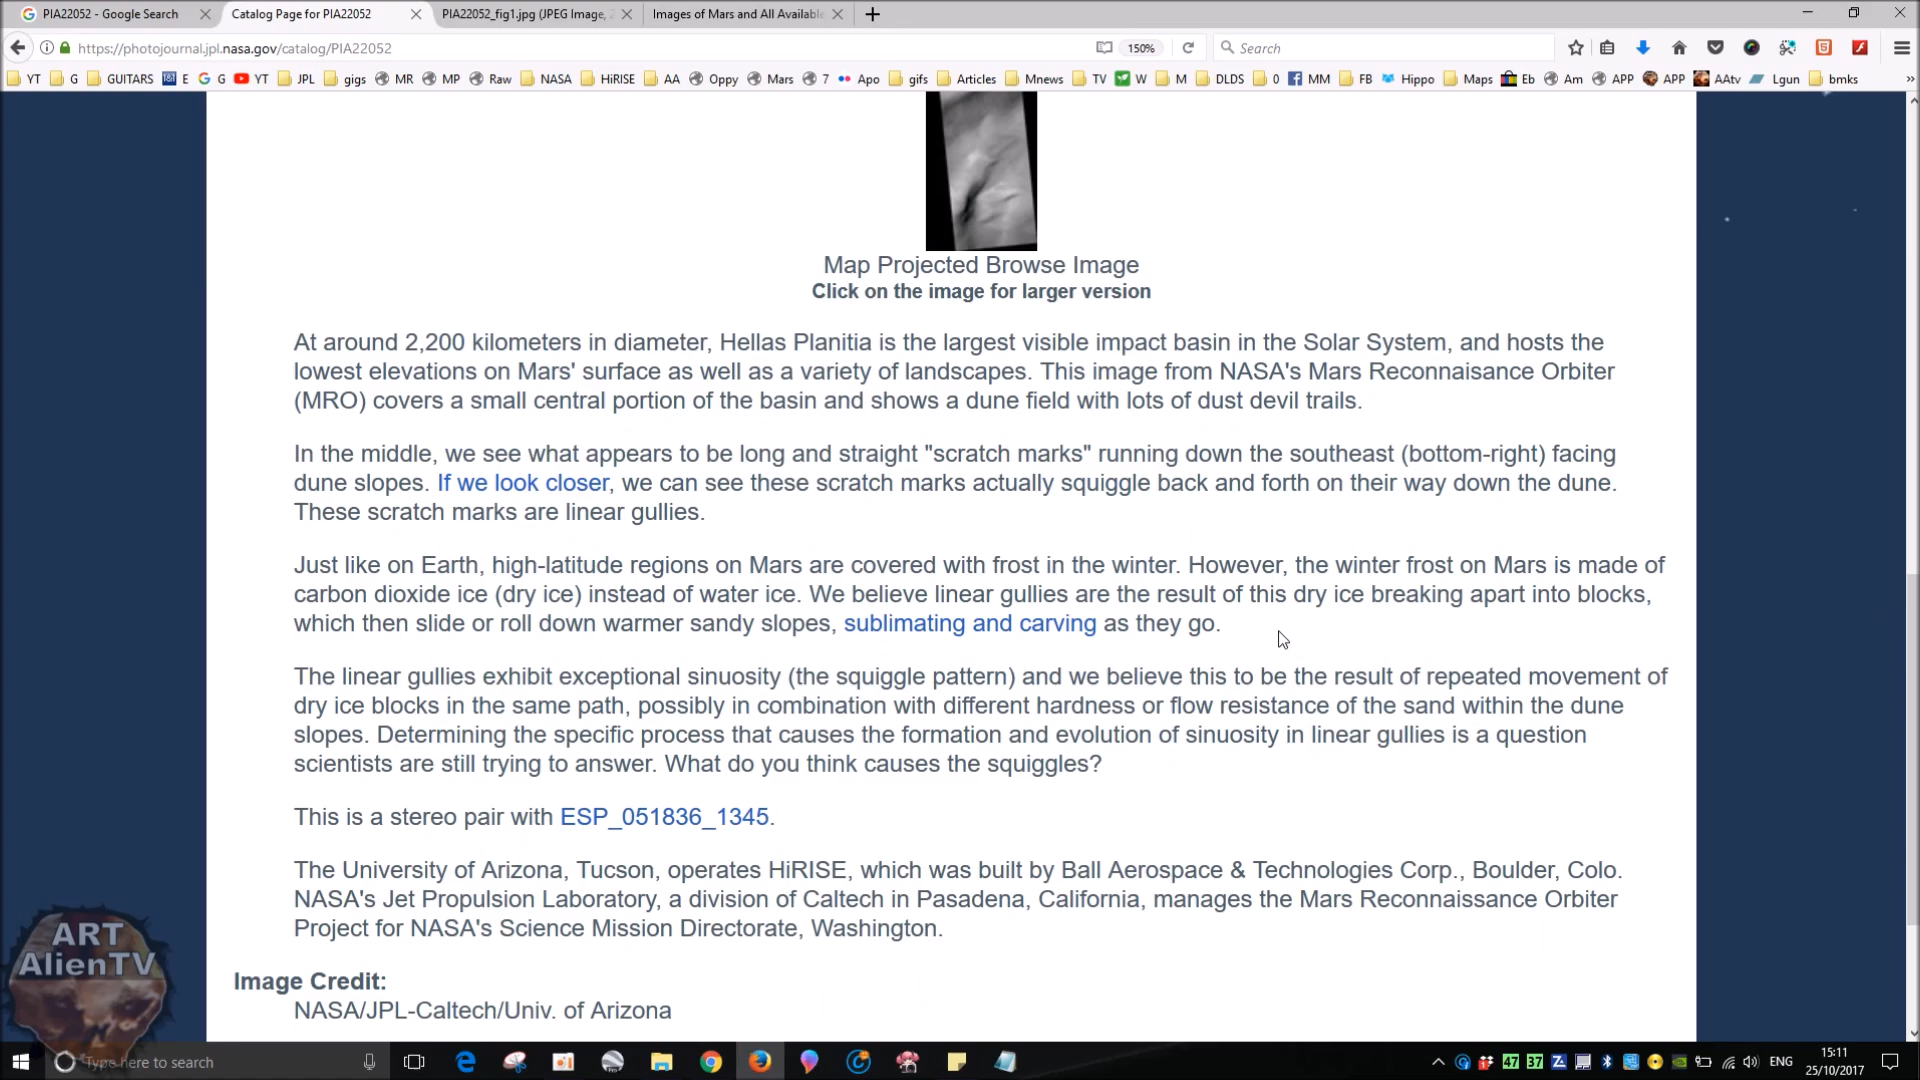 PIA22052 - Google Search
Catalog Page for PIA22052
PIA22052_fig1.jpg (JPEG Image, 
Images of Mars and All Available
https://photojournal.jpl.nasa.gov/catalog/PIA22052
150%
Search
YT G GUITARS E G YT JPL gigs MR MP Raw NASA HiRISE AA Oppy Mars 7 Apo gifs Articles Mnews TV W M DLDS 0 MM FB Hippo Maps Eb Am APP APP AAtv Lgun bmks
Map Projected Browse Image
Click on the image for larger version
At around 2,200 kilometers in diameter, Hellas Planitia is the largest visible impact basin in the Solar System, and hosts the
lowest elevations on Mars' surface as well as a variety of landscapes. This image from NASA's Mars Reconnaisance Orbiter
(MRO) covers a small central portion of the basin and shows a dune field with lots of dust devil trails.
In the middle, we see what appears to be long and straight "scratch marks" running down the southeast (bottom-right) facing
dune slopes. If we look closer, we can see these scratch marks actually squiggle back and forth on their way down the dune.
These scratch marks are linear gullies.
Just like on Earth, high-latitude regions on Mars are covered with frost in the winter. However, the winter frost on Mars is made of
carbon dioxide ice (dry ice) instead of water ice. We believe linear gullies are the result of this dry ice breaking apart into blocks,
which then slide or roll down warmer sandy slopes, sublimating and carving as they go.
The linear gullies exhibit exceptional sinuosity (the squiggle pattern) and we believe this to be the result of repeated movement of
dry ice blocks in the same path, possibly in combination with different hardness or flow resistance of the sand within the dune
slopes. Determining the specific process that causes the formation and evolution of sinuosity in linear gullies is a question
scientists are still trying to answer. What do you think causes the squiggles?
This is a stereo pair with ESP_051836_1345.
The University of Arizona, Tucson, operates HiRISE, which was built by Ball Aerospace & Technologies Corp., Boulder, Colo.
NASA's Jet Propulsion Laboratory, a division of Caltech in Pasadena, California, manages the Mars Reconnaissance Orbiter
Project for NASA's Science Mission Directorate, Washington.
Image Credit:
NASA/JPL-Caltech/Univ. of Arizona
ART
AlienTV
Type here to search
47 37 ENG
15:11
25/10/2017